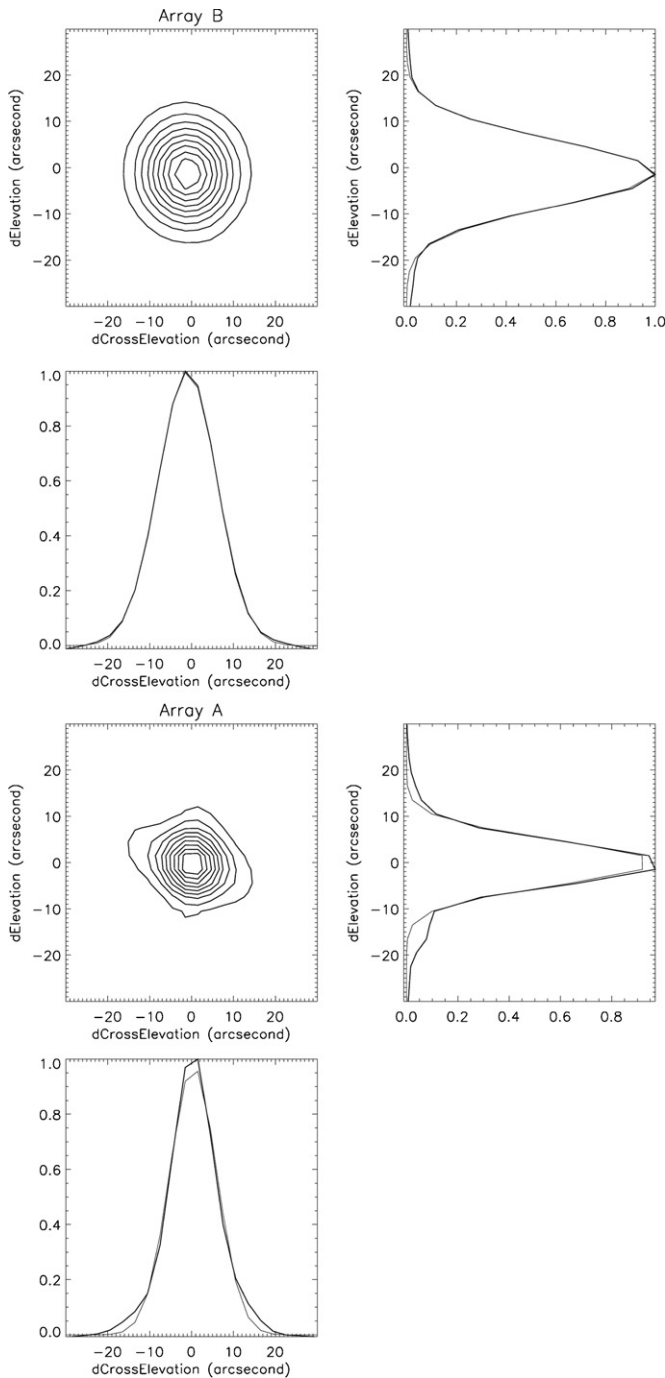 Array B
dElevation (arcsecond)
20
10
0
−10
−20
−20 −10 0 10 20
dCrossElevation (arcsecond)
dElevation (arcsecond)
20
10
0
−10
−20
0.0 0.2 0.4 0.6 0.8 1.0
1.0
0.8
0.6
0.4
0.2
0.0
−20 −10 0 10 20
dCrossElevation (arcsecond)
Array A
dElevation (arcsecond)
20
10
0
−10
−20
−20 −10 0 10 20
dCrossElevation (arcsecond)
dElevation (arcsecond)
20
10
0
−10
−20
0.0 0.2 0.4 0.6 0.8
1.0
0.8
0.6
0.4
0.2
0.0
−20 −10 0 10 20
dCrossElevation (arcsecond)